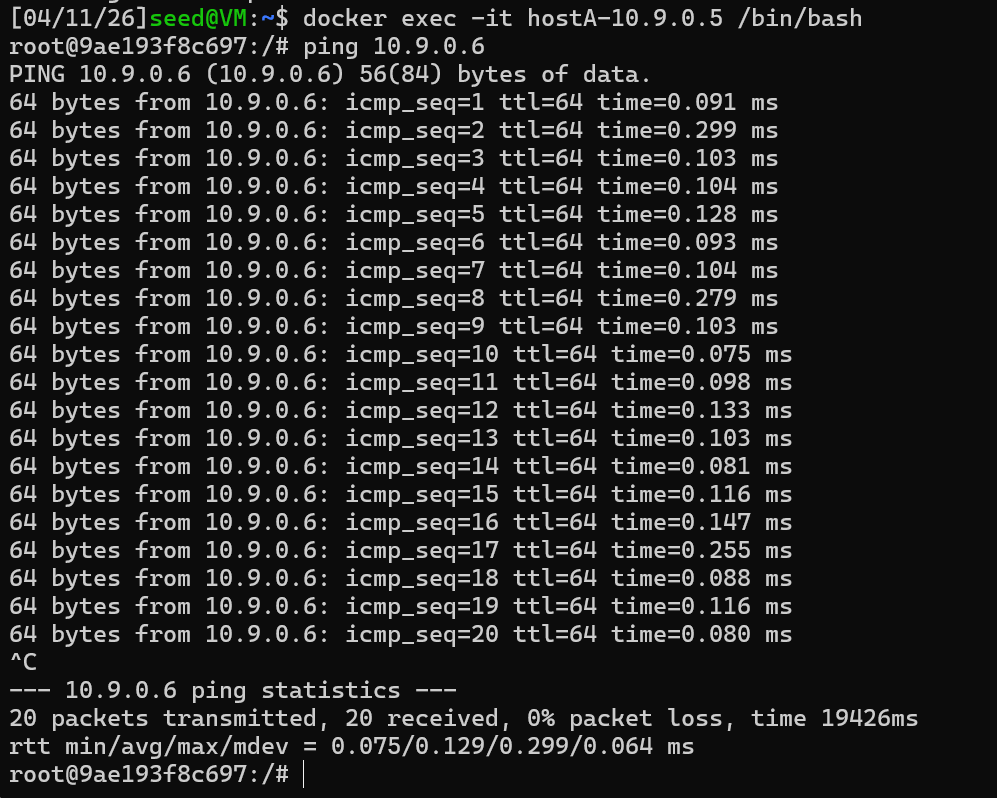 [04/11/26]seed@VM:~$ docker exec -it hostA-10.9.0.5 /bin/bash
root@9ae193f8c697:/# ping 10.9.0.6
PING 10.9.0.6 (10.9.0.6) 56(84) bytes of data.
64 bytes from 10.9.0.6: icmp_seq=1 ttl=64 time=0.091 ms
64 bytes from 10.9.0.6: icmp_seq=2 ttl=64 time=0.299 ms
64 bytes from 10.9.0.6: icmp_seq=3 ttl=64 time=0.103 ms
64 bytes from 10.9.0.6: icmp_seq=4 ttl=64 time=0.104 ms
64 bytes from 10.9.0.6: icmp_seq=5 ttl=64 time=0.128 ms
64 bytes from 10.9.0.6: icmp_seq=6 ttl=64 time=0.093 ms
64 bytes from 10.9.0.6: icmp_seq=7 ttl=64 time=0.104 ms
64 bytes from 10.9.0.6: icmp_seq=8 ttl=64 time=0.279 ms
64 bytes from 10.9.0.6: icmp_seq=9 ttl=64 time=0.103 ms
64 bytes from 10.9.0.6: icmp_seq=10 ttl=64 time=0.075 ms
64 bytes from 10.9.0.6: icmp_seq=11 ttl=64 time=0.098 ms
64 bytes from 10.9.0.6: icmp_seq=12 ttl=64 time=0.133 ms
64 bytes from 10.9.0.6: icmp_seq=13 ttl=64 time=0.103 ms
64 bytes from 10.9.0.6: icmp_seq=14 ttl=64 time=0.081 ms
64 bytes from 10.9.0.6: icmp_seq=15 ttl=64 time=0.116 ms
64 bytes from 10.9.0.6: icmp_seq=16 ttl=64 time=0.147 ms
64 bytes from 10.9.0.6: icmp_seq=17 ttl=64 time=0.255 ms
64 bytes from 10.9.0.6: icmp_seq=18 ttl=64 time=0.088 ms
64 bytes from 10.9.0.6: icmp_seq=19 ttl=64 time=0.116 ms
64 bytes from 10.9.0.6: icmp_seq=20 ttl=64 time=0.080 ms
^C
--- 10.9.0.6 ping statistics ---
20 packets transmitted, 20 received, 0% packet loss, time 19426ms
rtt min/avg/max/mdev = 0.075/0.129/0.299/0.064 ms
root@9ae193f8c697:/#